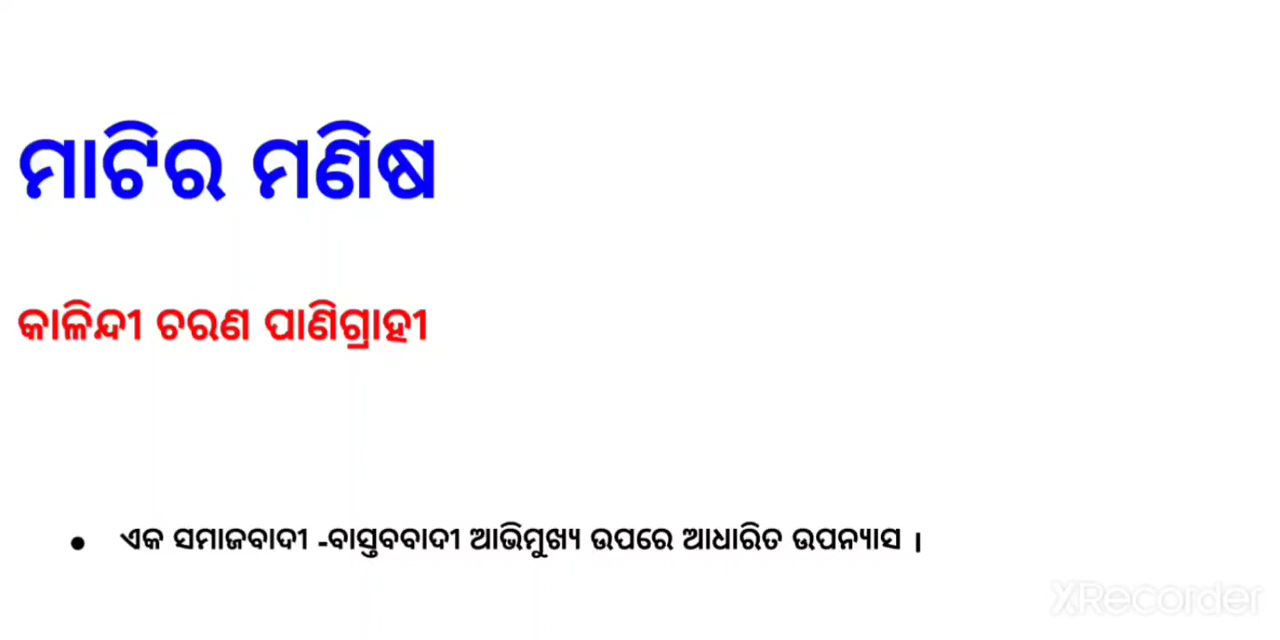 ମାଟିର ମଣିଷ
କାଳିନ୍ଦୀ ଚରଣ ପାଣିଗ୍ରାହୀ
• ଏକ ସମାଜବାଦୀ -ବାସ୍ତବବାଦୀ ଆଭିମୁଖ୍ୟ ଉପରେ ଆଧାରିତ ଉପନ୍ୟାସ ।
XRecorder